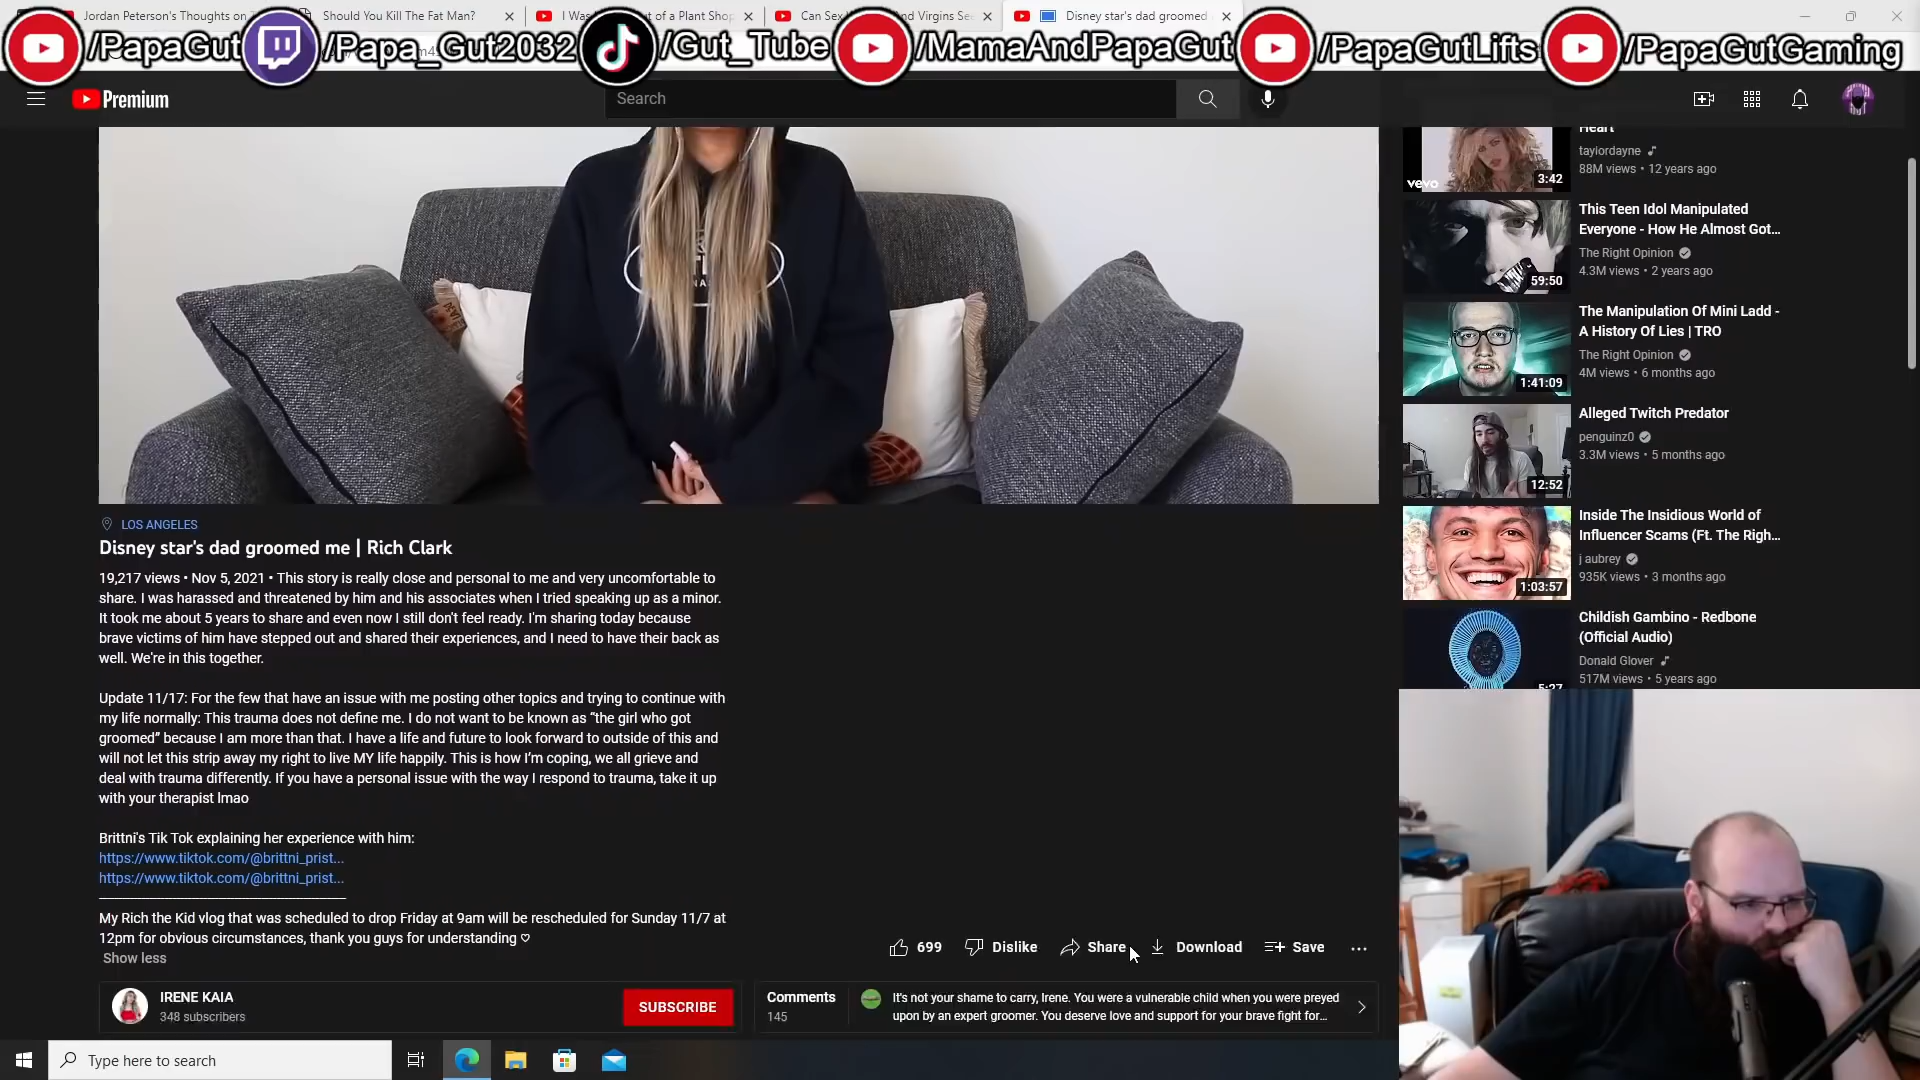 Jordan Peterson's Thoughts on
Should You Kill The Fat Man?
I Was
t of a Plant Shop
Can Sex
And Virgins See
Disney star's dad groomed
/PapaGut
/Papa_Gut2032
/Gut_Tube
/MamaAndPapaGut
/PapaGutLifts
/PapaGutGaming
Premium
Search
Heart
taylordayne
88M views • 12 years ago
vevo
3:42
This Teen Idol Manipulated
Everyone - How He Almost Got...
The Right Opinion
4.3M views • 2 years ago
59:50
The Manipulation Of Mini Ladd -
A History Of Lies | TRO
The Right Opinion
4M views • 6 months ago
1:41:09
Alleged Twitch Predator
penguinz0
3.3M views • 5 months ago
12:52
Inside The Insidious World of
Influencer Scams (Ft. The Righ...
j aubrey
935K views • 3 months ago
1:03:57
Childish Gambino - Redbone
(Official Audio)
Donald Glover
517M views • 5 years ago
5:27
LOS ANGELES
Disney star's dad groomed me | Rich Clark
19,217 views • Nov 5, 2021 • This story is really close and personal to me and very uncomfortable to
share. I was harassed and threatened by him and his associates when I tried speaking up as a minor.
It took me about 5 years to share and even now I still don't feel ready. I'm sharing today because
brave victims of him have stepped out and shared their experiences, and I need to have their back as
well. We're in this together.
Update 11/17: For the few that have an issue with me posting other topics and trying to continue with
my life normally: This trauma does not define me. I do not want to be known as “the girl who got
groomed” because I am more than that. I have a life and future to look forward to outside of this and
will not let this strip away my right to live MY life happily. This is how I’m coping, we all grieve and
deal with trauma differently. If you have a personal issue with the way I respond to trauma, take it up
with your therapist lmao
Brittni's Tik Tok explaining her experience with him:
https://www.tiktok.com/@brittni_prist...
https://www.tiktok.com/@brittni_prist...
My Rich the Kid vlog that was scheduled to drop Friday at 9am will be rescheduled for Sunday 11/7 at
12pm for obvious circumstances, thank you guys for understanding ♡
Show less
699
Dislike
Share
Download
Save
IRENE KAIA
348 subscribers
SUBSCRIBE
Comments
145
It's not your shame to carry, Irene. You were a vulnerable child when you were preyed
upon by an expert groomer. You deserve love and support for your brave fight for...
Type here to search